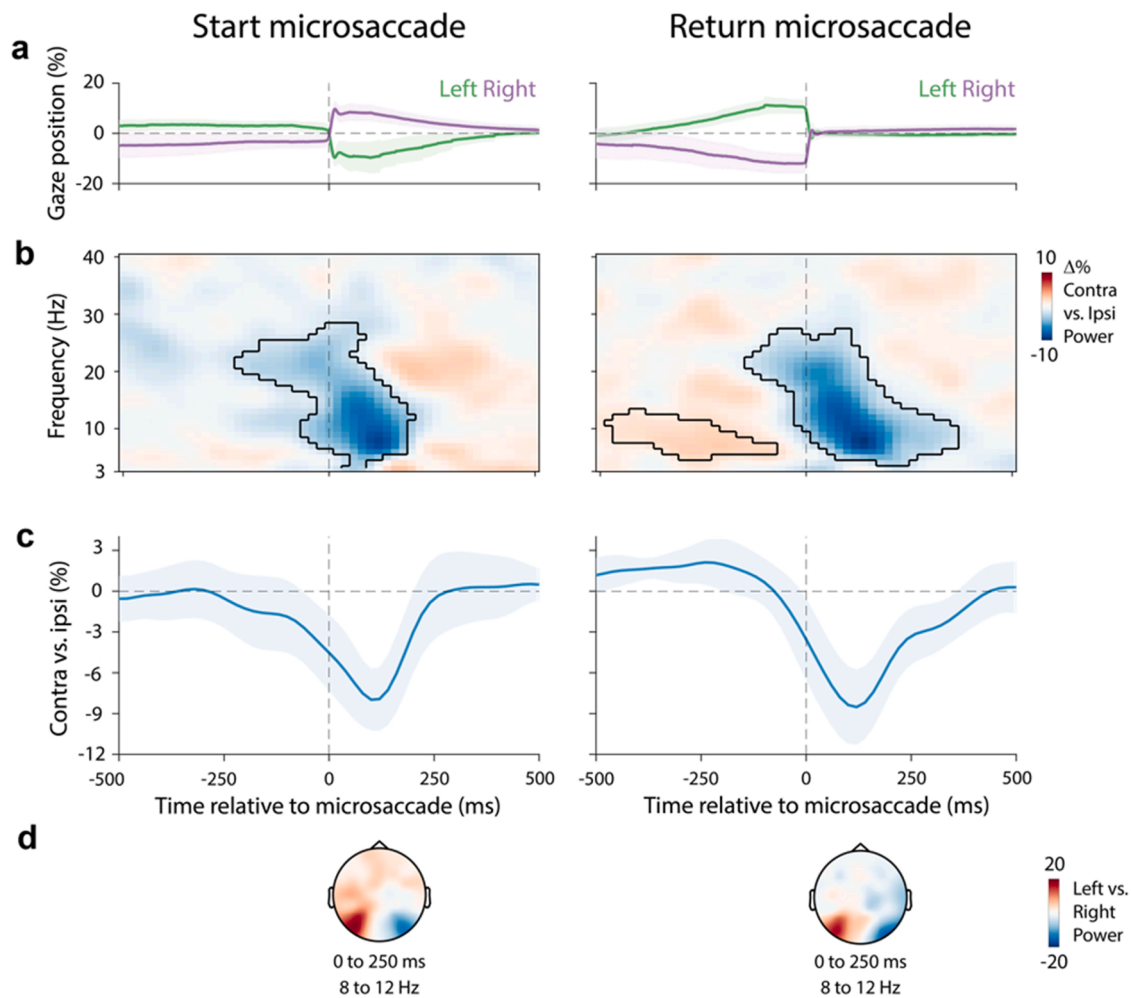 Start microsaccade
Return microsaccade
a
Gaze position (%)
20
0
-20
Left Right
Left Right
b
Frequency (Hz)
40
30
20
10
3
10
-10
Δ%
Contra
vs. Ipsi
Power
c
Contra vs. ipsi (%)
3
0
-3
-6
-9
-12
-500 -250 0 250 500
-500 -250 0 250 500
Time relative to microsaccade (ms)
Time relative to microsaccade (ms)
d
0 to 250 ms
8 to 12 Hz
0 to 250 ms
8 to 12 Hz
20
Left vs.
Right
Power
-20